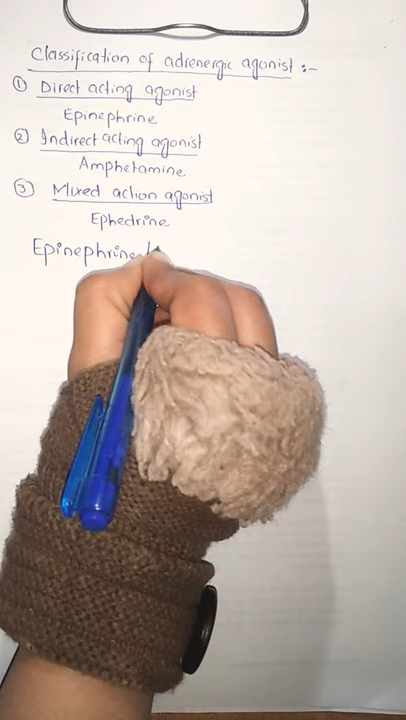 Classification of adrenergic agonist :-
① Direct acting agonist
Epinephrine
② Indirect acting agonist
Amphetamine
③ Mixed action agonist
Ephedrine
Epinephrine